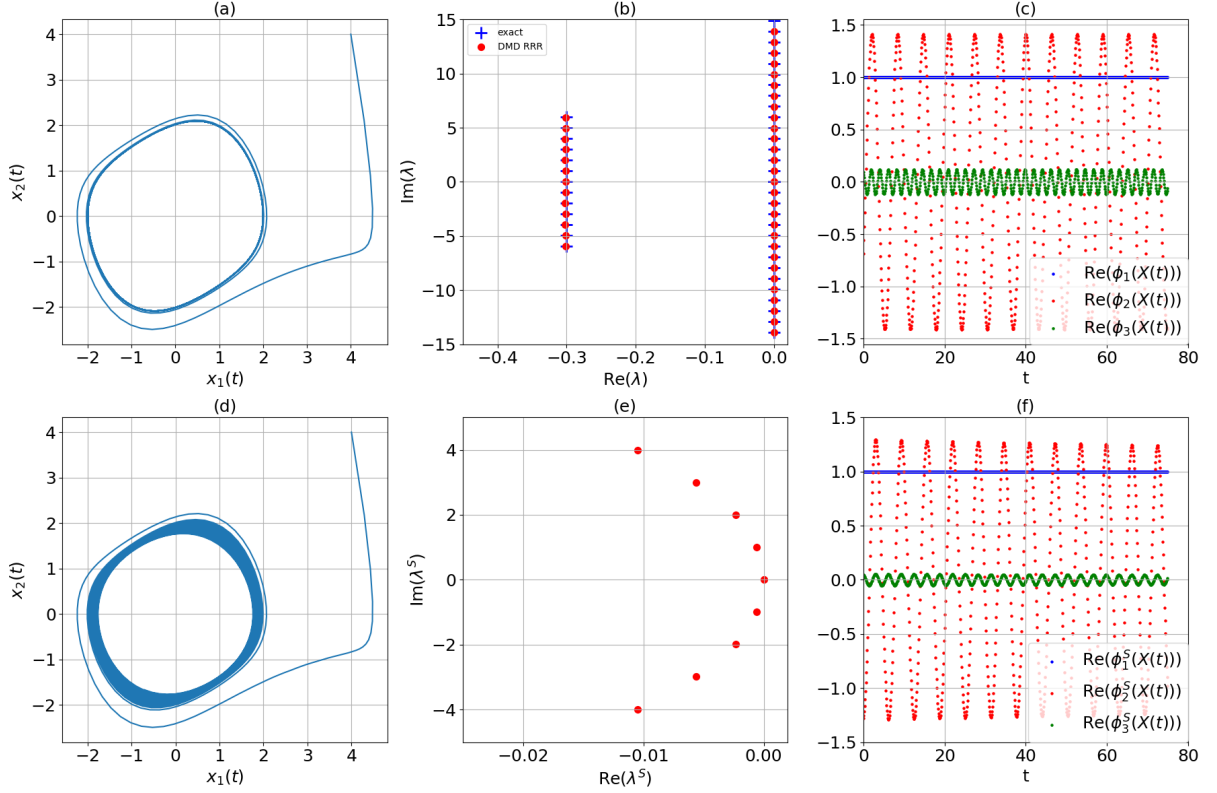 (a)
x₂(t)
4
3
2
1
0
−1
−2
−2 −1 0 1 2 3 4
x₁(t)
(b)
exact
DMD RRR
Im(λ)
15
10
5
0
−5
−10
−15
−0.4 −0.3 −0.2 −0.1 0.0
Re(λ)
(c)
1.5
1.0
0.5
0.0
−0.5
−1.0
−1.5
Re(ϕ₁(X(t)))
Re(ϕ₂(X(t)))
Re(ϕ₃(X(t)))
0 20 40 60 80
t
(d)
x₂(t)
4
3
2
1
0
−1
−2
−2 −1 0 1 2 3 4
x₁(t)
(e)
Im(λ^S)
4
2
0
−2
−4
−0.02 −0.01 0.00
Re(λ^S)
(f)
1.5
1.0
0.5
0.0
−0.5
−1.0
−1.5
Re(ϕ₁^S(X(t)))
Re(ϕ₂^S(X(t)))
Re(ϕ₃^S(X(t)))
0 20 40 60 80
t